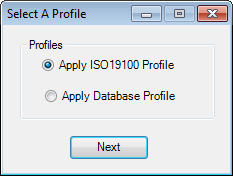 Select A Profile
Profiles
Apply ISO19100 Profile
Apply Database Profile
Next